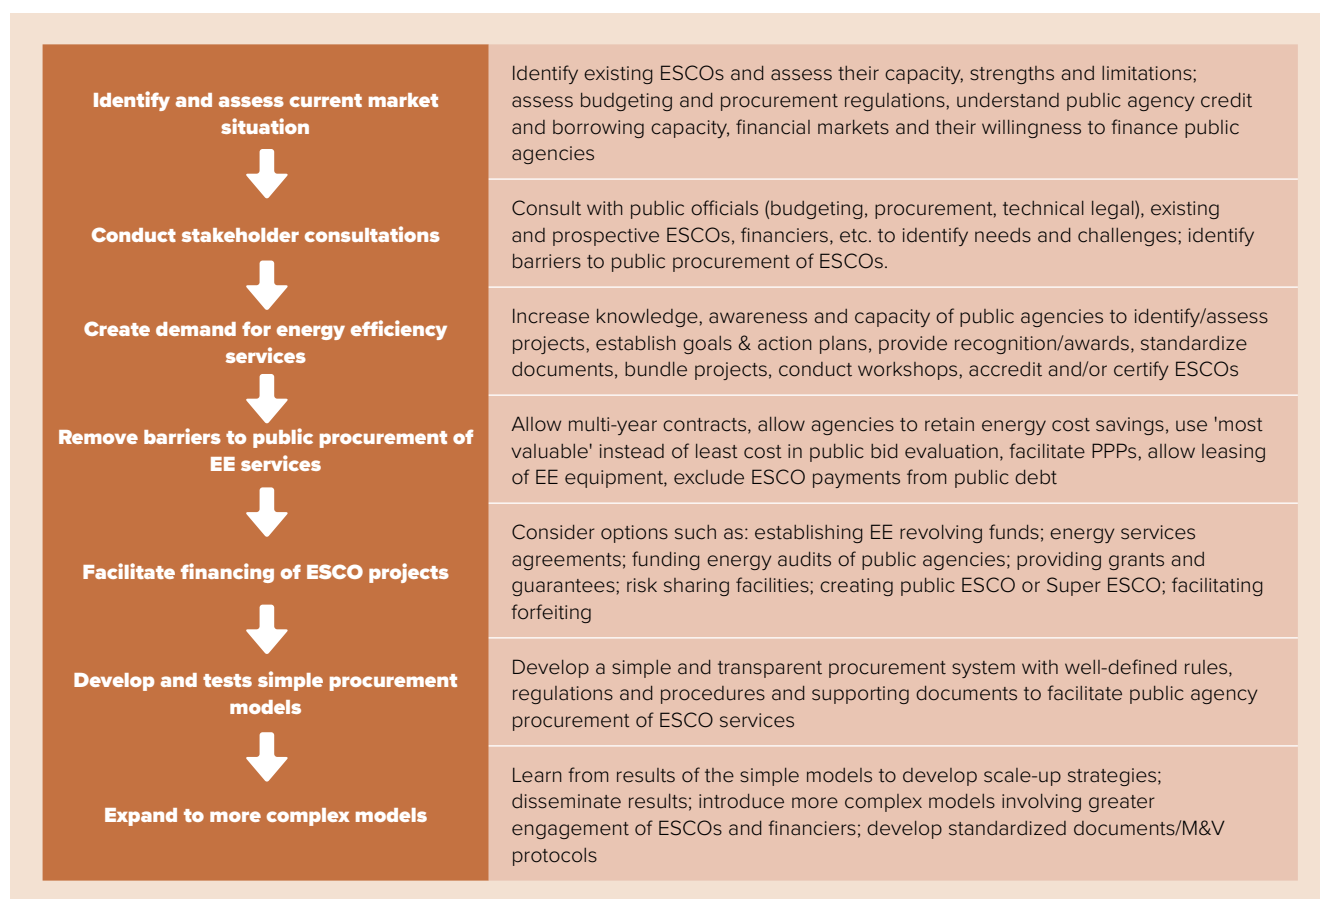 Identify and assess current market
situation
Identify existing ESCOs and assess their capacity, strengths and limitations;
assess budgeting and procurement regulations, understand public agency credit
and borrowing capacity, financial markets and their willingness to finance public
agencies
Conduct stakeholder consultations
Consult with public officials (budgeting, procurement, technical legal), existing
and prospective ESCOs, financiers, etc. to identify needs and challenges; identify
barriers to public procurement of ESCOs.
Create demand for energy efficiency
services
Increase knowledge, awareness and capacity of public agencies to identify/assess
projects, establish goals & action plans, provide recognition/awards, standardize
documents, bundle projects, conduct workshops, accredit and/or certify ESCOs
Remove barriers to public procurement of
EE services
Allow multi-year contracts, allow agencies to retain energy cost savings, use 'most
valuable' instead of least cost in public bid evaluation, facilitate PPPs, allow leasing
of EE equipment, exclude ESCO payments from public debt
Facilitate financing of ESCO projects
Consider options such as: establishing EE revolving funds; energy services
agreements; funding energy audits of public agencies; providing grants and
guarantees; risk sharing facilities; creating public ESCO or Super ESCO; facilitating
forfeiting
Develop and tests simple procurement
models
Develop a simple and transparent procurement system with well-defined rules,
regulations and procedures and supporting documents to facilitate public agency
procurement of ESCO services
Expand to more complex models
Learn from results of the simple models to develop scale-up strategies;
disseminate results; introduce more complex models involving greater
engagement of ESCOs and financiers; develop standardized documents/M&V
protocols